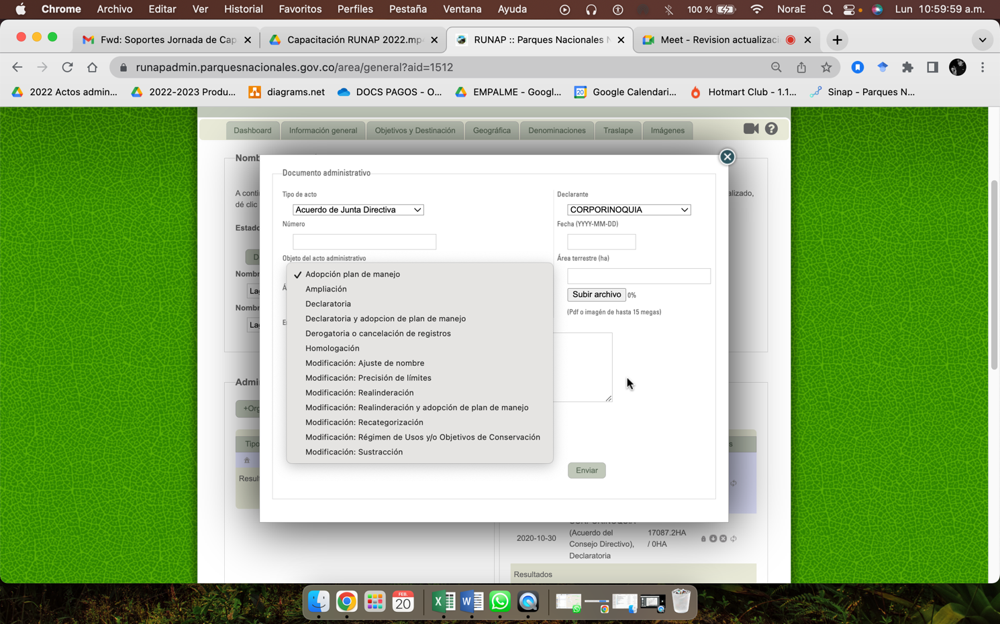 Chrome Archivo Editar Ver Historial Favoritos Perfiles Pestaña Ventana Ayuda 100 % NoraE Lun 10:59:59 a.m.
Fwd: Soportes Jornada de Cap
Capacitación RUNAP 2022.mp
RUNAP :: Parques Nacionales N
Meet - Revision actualizaci
runapadmin.parquesnacionales.gov.co/area/general?aid=1512
2022 Actos admin... 2022-2023 Produ... diagrams.net DOCS PAGOS - O... EMPALME - Googl... 20 Google Calendari... Hotmart Club - 1.1... Sinap - Parques N...
Dashboard Información general Objetivos y Destinación Geográfica Denominaciones Traslape Imágenes
Nomb
A conti
alizado,
dé clic
Estado
D
Nombr
Lag
Nombr
Lag
Admi
+Org
Tipo
s
Result
Documento administrativo
Tipo de acto
Declarante
Acuerdo de Junta Directiva
CORPORINOQUIA
Número
Fecha (YYYY-MM-DD)
Objeto del acto administrativo
Área terrestre (ha)
Á
Adopción plan de manejo
Ampliación
Declaratoria
Declaratoria y adopcion de plan de manejo
Derogatoria o cancelación de registros
Homologación
Modificación: Ajuste de nombre
Modificación: Precisión de límites
Modificación: Realinderación
Modificación: Realinderación y adopción de plan de manejo
Modificación: Recategorización
Modificación: Régimen de Usos y/o Objetivos de Conservación
Modificación: Sustracción
Subir archivo 0%
(Pdf o imagén de hasta 15 megas)
Enviar
CORPORINOQUIA
2020-10-30
(Acuerdo del
Consejo Directivo),
Declaratoria
17087.2HA
/ 0HA
Resultados
FEB.
20